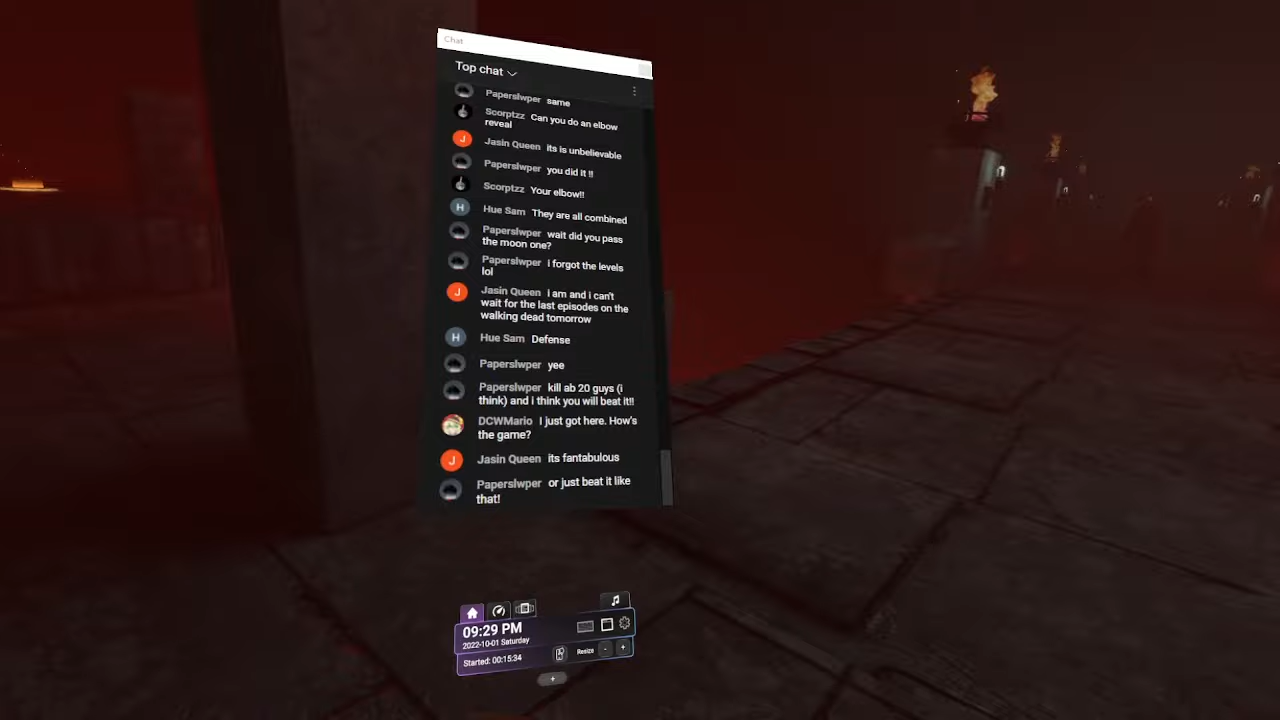 Chat
Top chat
Paperslwper same
Scorptzz Can you do an elbow
reveal
Jasin Queen its is unbelievable
Paperslwper you did it !!
Scorptzz Your elbow!!
Hue Sam They are all combined
Paperslwper wait did you pass
the moon one?
Paperslwper i forgot the levels
lol
Jasin Queen i am and i can't
wait for the last episodes on the
walking dead tomorrow
Hue Sam Defense
Paperslwper yee
Paperslwper kill ab 20 guys (i
think) and i think you will beat it!!
DCWMario I just got here. How's
the game?
Jasin Queen its fantabulous
Paperslwper or just beat it like
that!
09:29 PM
2022-10-01 Saturday
Started: 00:15:34
Resize - +
+